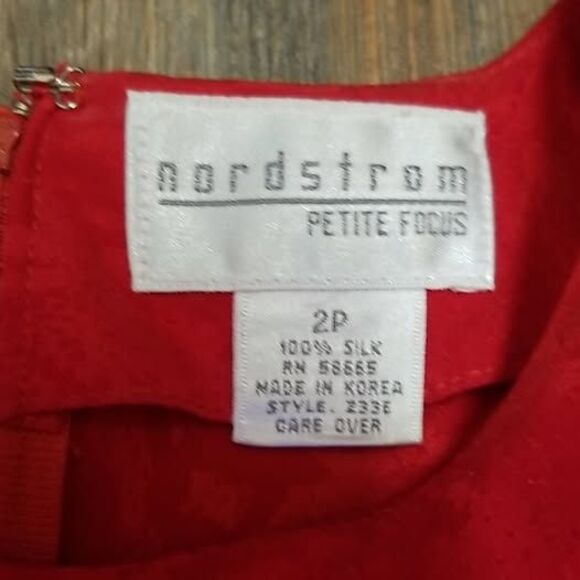 nordstrom
PETITE FOCUS
2P
100% SILK
RN 58665
MADE IN KOREA
STYLE. 233E
CARE OVER